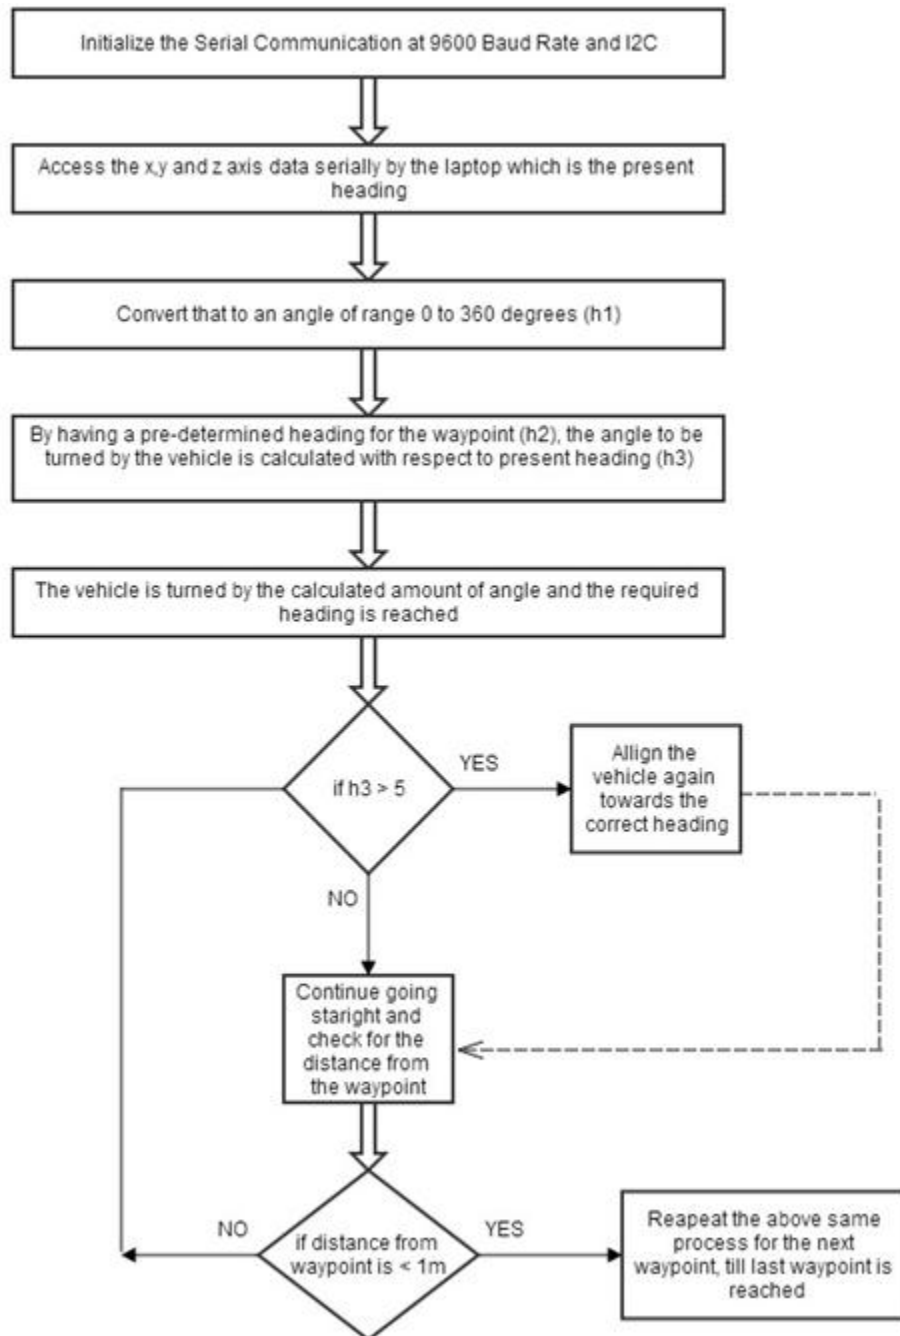 Initialize the Serial Communication at 9600 Baud Rate and I2C
Access the x,y and z axis data serially by the laptop which is the present
heading
Convert that to an angle of range 0 to 360 degrees (h1)
By having a pre-determined heading for the waypoint (h2), the angle to be
turned by the vehicle is calculated with respect to present heading (h3)
The vehicle is turned by the calculated amount of angle and the required
heading is reached
if h3 > 5
YES
Allign the
vehicle again
towards the
correct heading
NO
Continue going
staright and
check for the
distance from
the waypoint
NO
if distance from
waypoint is < 1m
YES
Reapeat the above same
process for the next
waypoint, till last waypoint is
reached